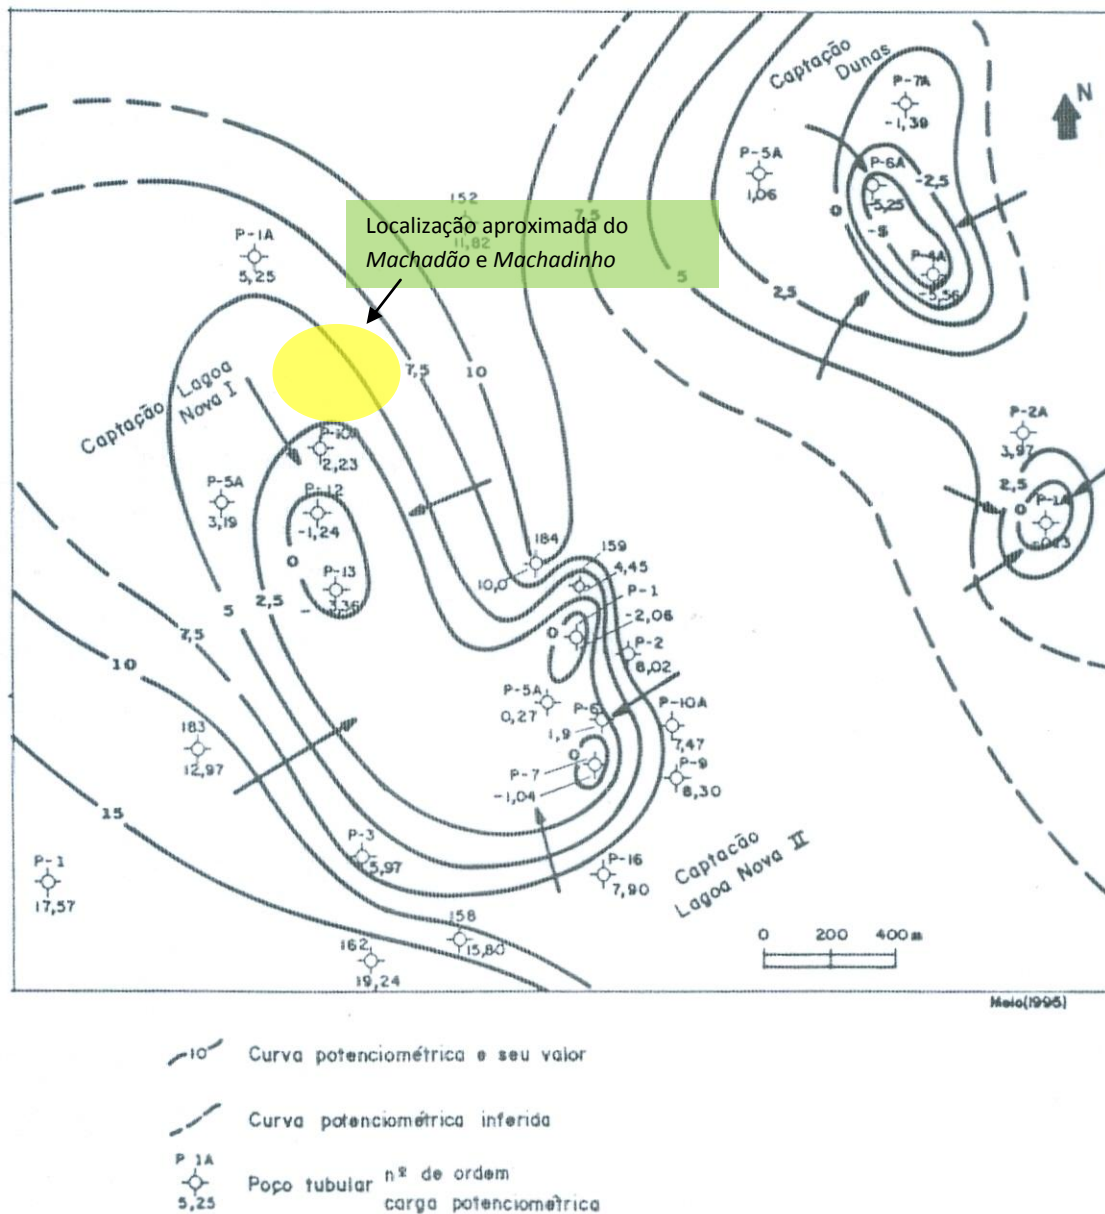 Captação
Dunas
P-7A
-1,39
N
P-6A
-2,5
-5,25
P-5A
1,06
0
-5
P-4A
-5,56
152
11,82
7,5
Localização aproximada do
Machadão e Machadinho
P-1A
5,25
5
2,5
7,5
10
Captação Lagoa
Nova I
P-10A
2,23
P-2A
3,97
P-5A
3,19
P-12
-1,24
2,5
0
P-1A
0
P-13
184
159
10,0
4,45
P-1
5
2,5
-2,06
0
P-2
8,02
7,5
10
P-5A
0,27
P-6
1,9
P-10A
7,47
183
12,97
0
P-7
-1,04
P-9
8,30
15
P-3
5,97
P-16
7,90
Captação
Lagoa Nova II
P-1
17,57
158
15,80
162
19,24
0 200 400m
Melo(1995)
10 Curva potenciométrica e seu valor
Curva potenciométrica inferida
P 1A
5,25
Poço tubular nº de ordem
carga potenciometrica